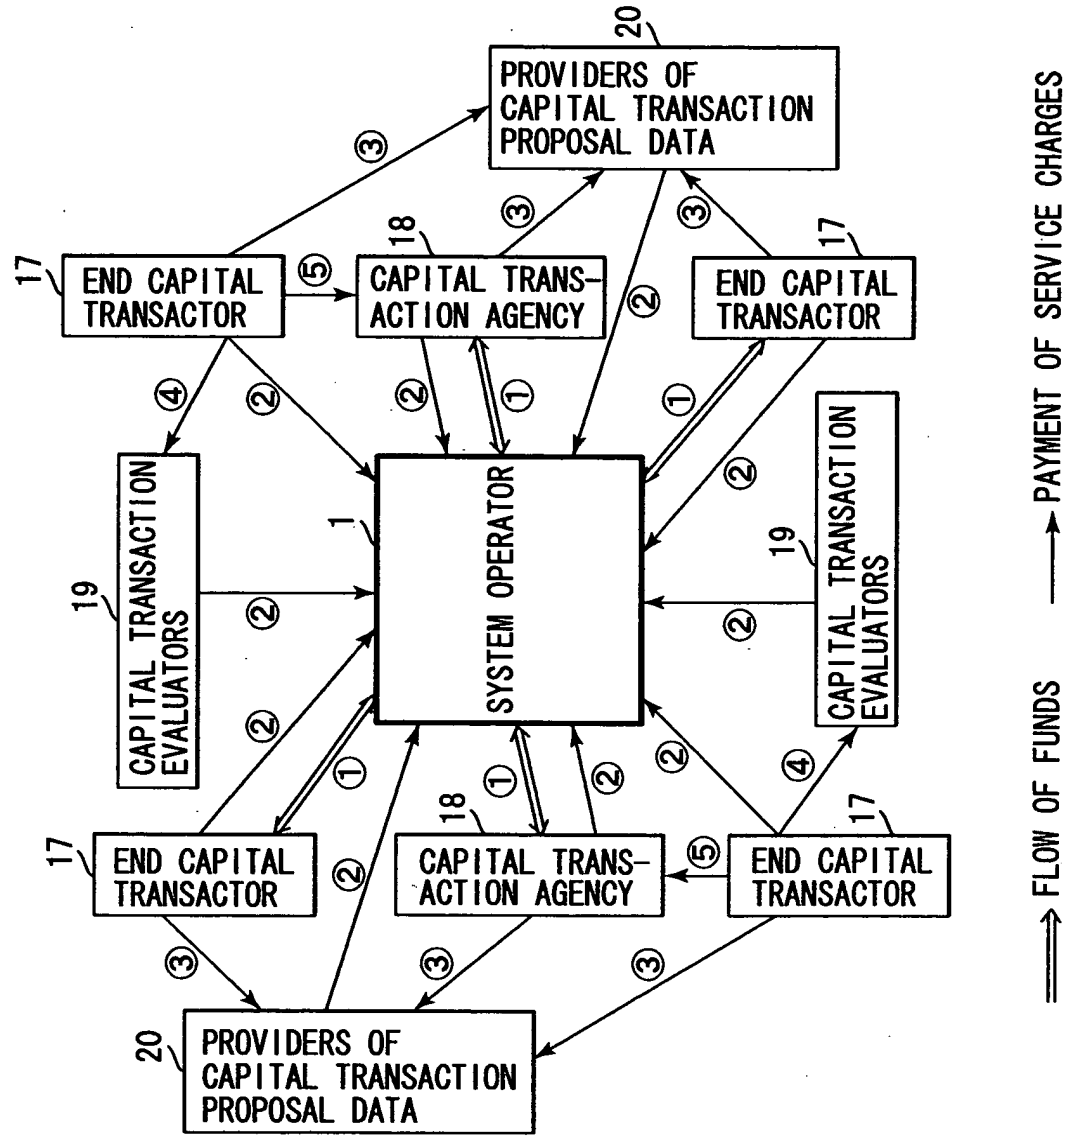 20
PROVIDERS OF
CAPITAL TRANSACTION
PROPOSAL DATA
③
③
③
17
END CAPITAL
TRANSACTOR
⑤
18
CAPITAL TRANS-
ACTION AGENCY
②
17
END CAPITAL
TRANSACTOR
④
②
②
①
①
②
19
CAPITAL TRANSACTION
EVALUATORS
②
1
SYSTEM OPERATOR
②
19
CAPITAL TRANSACTION
EVALUATORS
②
①
①
②
②
④
17
END CAPITAL
TRANSACTOR
②
18
CAPITAL TRANS-
ACTION AGENCY
⑤
17
END CAPITAL
TRANSACTOR
③
③
③
20
PROVIDERS OF
CAPITAL TRANSACTION
PROPOSAL DATA
FLOW OF FUNDS
PAYMENT OF SERVICE CHARGES